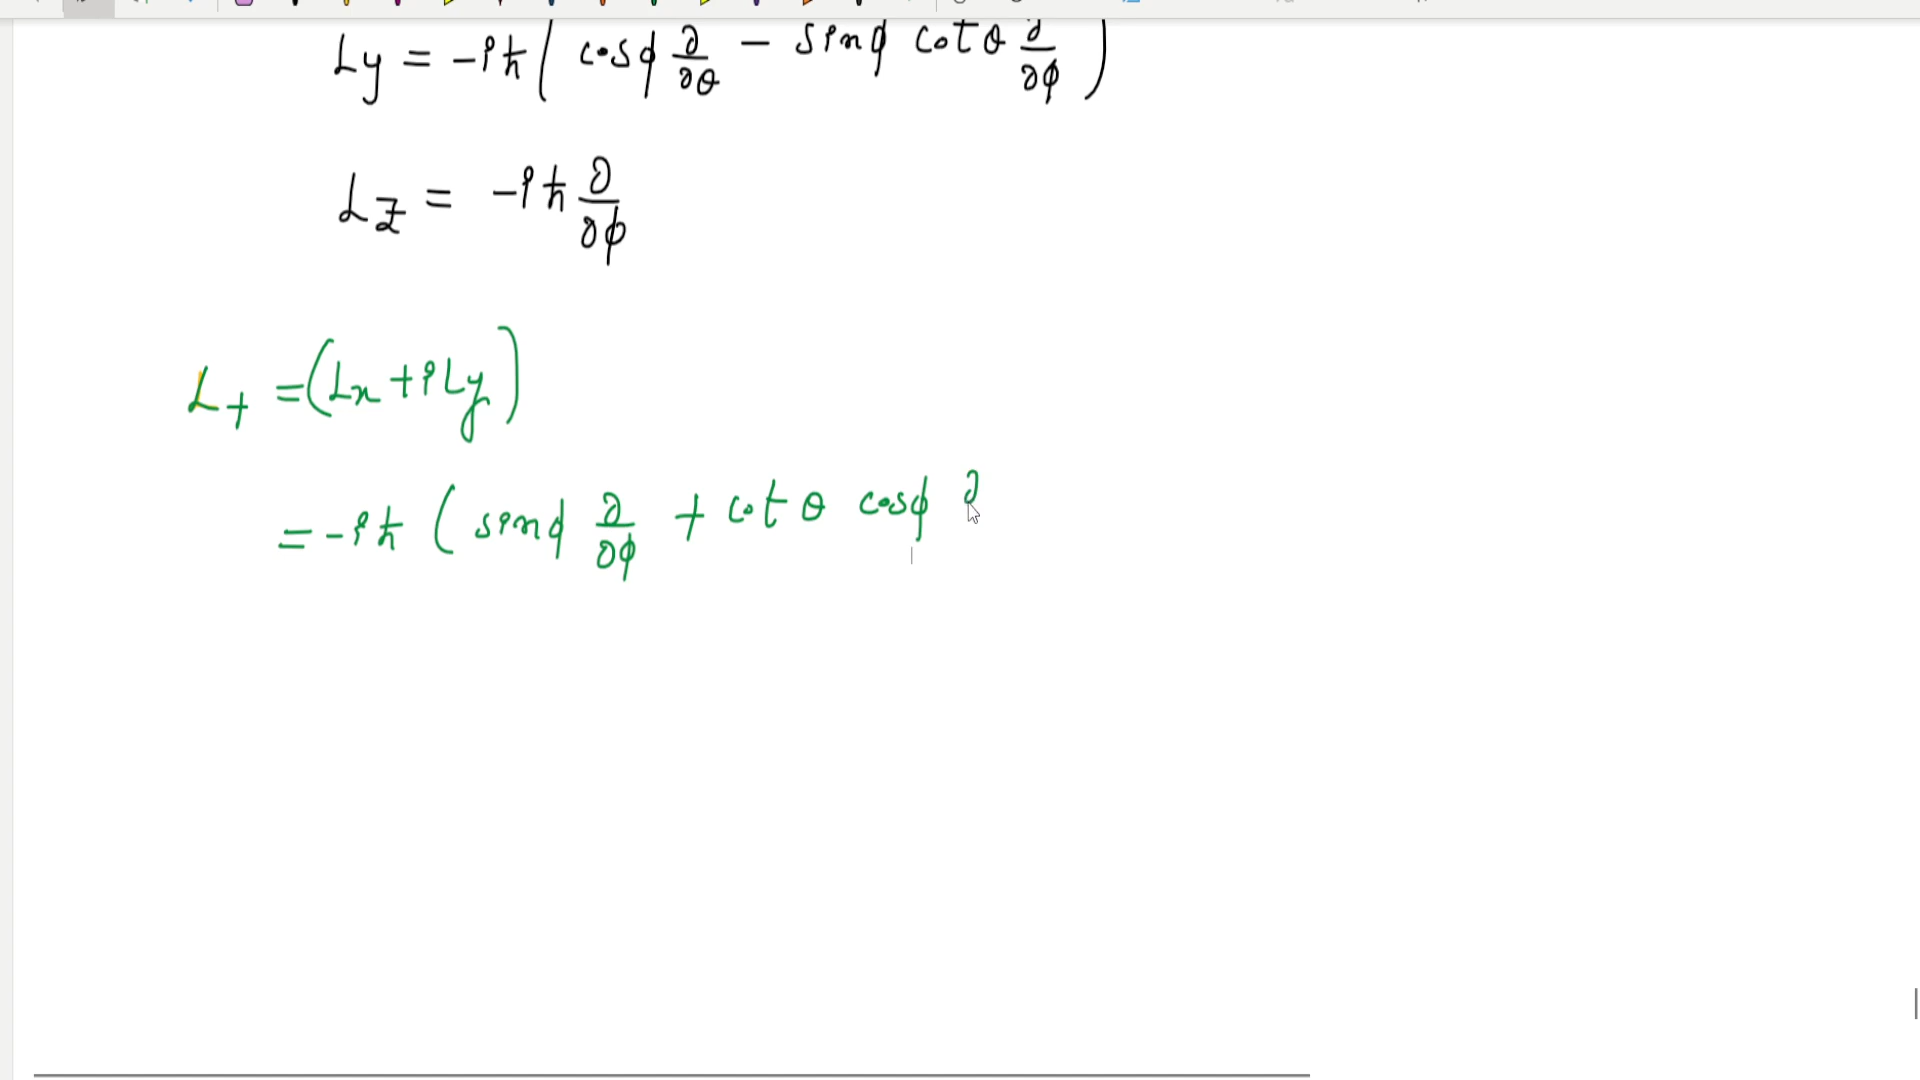 Ly = -iħ( cosϕ ∂/∂θ - sinϕ cotθ ∂/∂ϕ )
Lz = -iħ ∂/∂ϕ
L+ = (Lx + iLy)
= -iħ ( sinϕ ∂/∂ϕ + cotθ cosϕ ∂